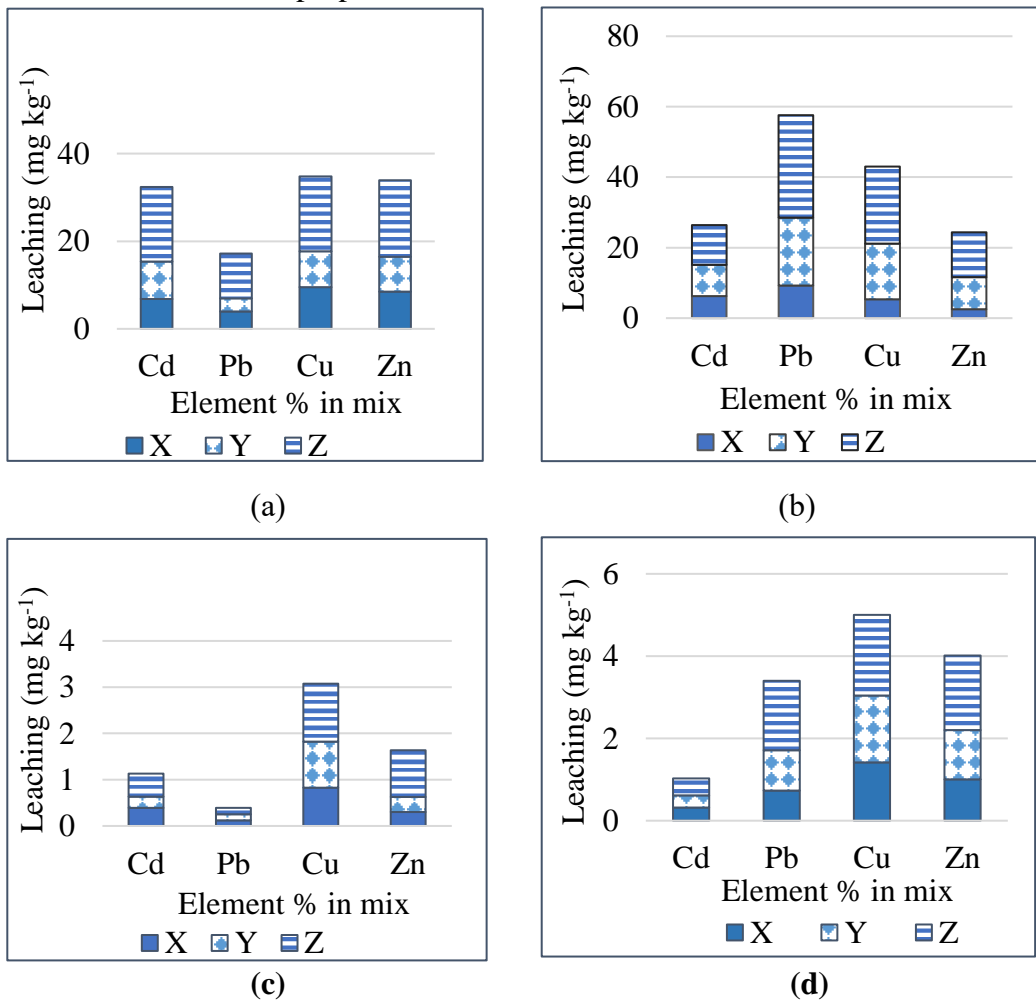 Leaching (mg kg-1)
40
20
0
Cd Pb Cu Zn
Element % in mix
X Y Z
(a)
Leaching (mg kg-1)
80
60
40
20
0
Cd Pb Cu Zn
Element % in mix
X Y Z
(b)
Leaching (mg kg-1)
4
3
2
1
0
Cd Pb Cu Zn
Element % in mix
X Y Z
(c)
Leaching (mg kg-1)
6
4
2
0
Cd Pb Cu Zn
Element % in mix
X Y Z
(d)